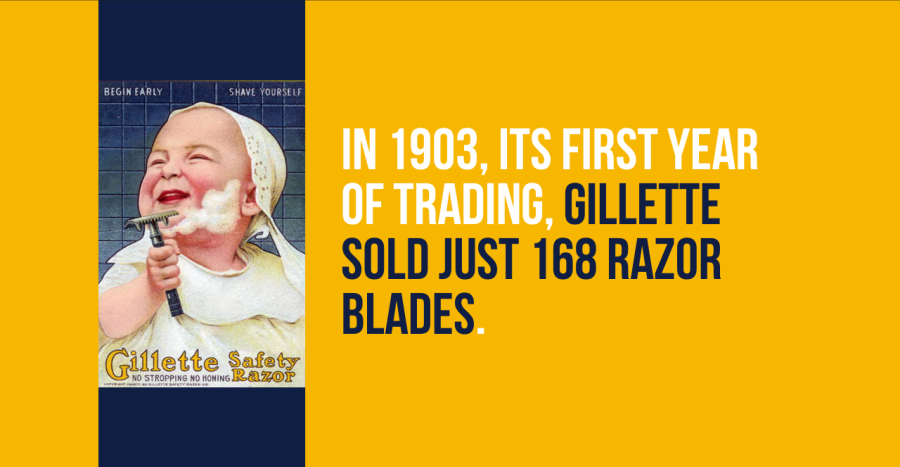 BEGIN EARLY SHAVE YOURSELF
Gillette Safety
NO STROPPING NO HONING Razor
IN 1903, ITS FIRST YEAR
OF TRADING, GILLETTE
SOLD JUST 168 RAZOR
BLADES.